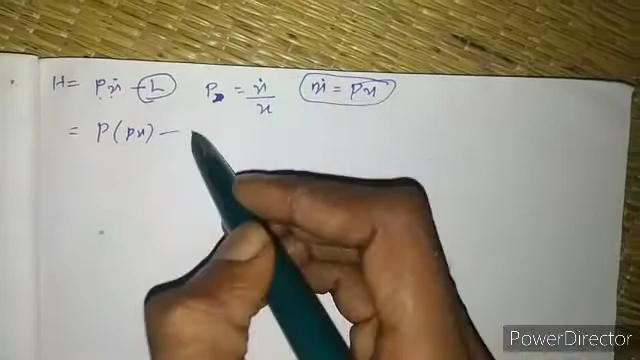 H = pẋ - L P = ẋ/x ẋ = px
= P(px) -
PowerDirector